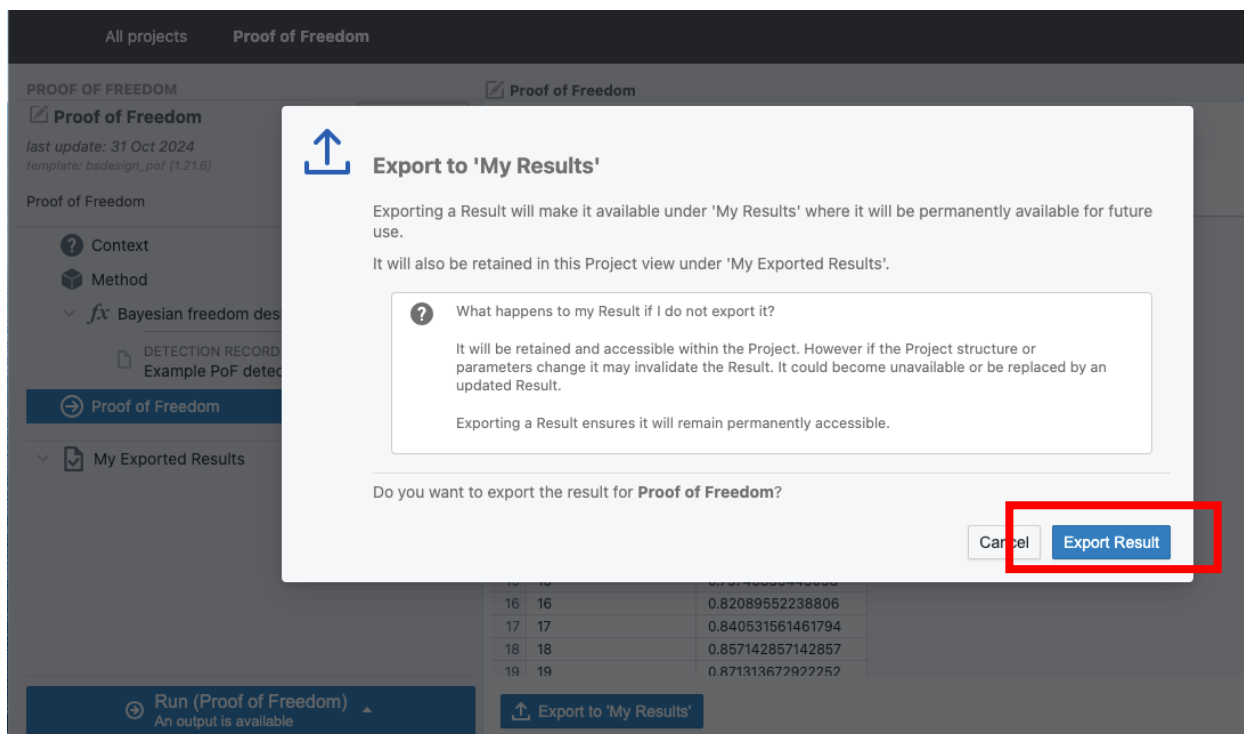 All projects Proof of Freedom
PROOF OF FREEDOM
Proof of Freedom
last update: 31 Oct 2024
template: bsdesign_pof (1.21.6)
Proof of Freedom
Context
Method
fx Bayesian freedom des
DETECTION RECORD
Example PoF detec
Proof of Freedom
My Exported Results
Run (Proof of Freedom)
An output is available
Proof of Freedom
Export to 'My Results'
Exporting a Result will make it available under 'My Results' where it will be permanently available for future
use.
It will also be retained in this Project view under 'My Exported Results'.
? What happens to my Result if I do not export it?
It will be retained and accessible within the Project. However if the Project structure or
parameters change it may invalidate the Result. It could become unavailable or be replaced by an
updated Result.
Exporting a Result ensures it will remain permanently accessible.
Do you want to export the result for Proof of Freedom?
Cancel Export Result
16 16 0.82089552238806
17 17 0.840531561461794
18 18 0.857142857142857
19 19 0.871313672922252
Export to 'My Results'